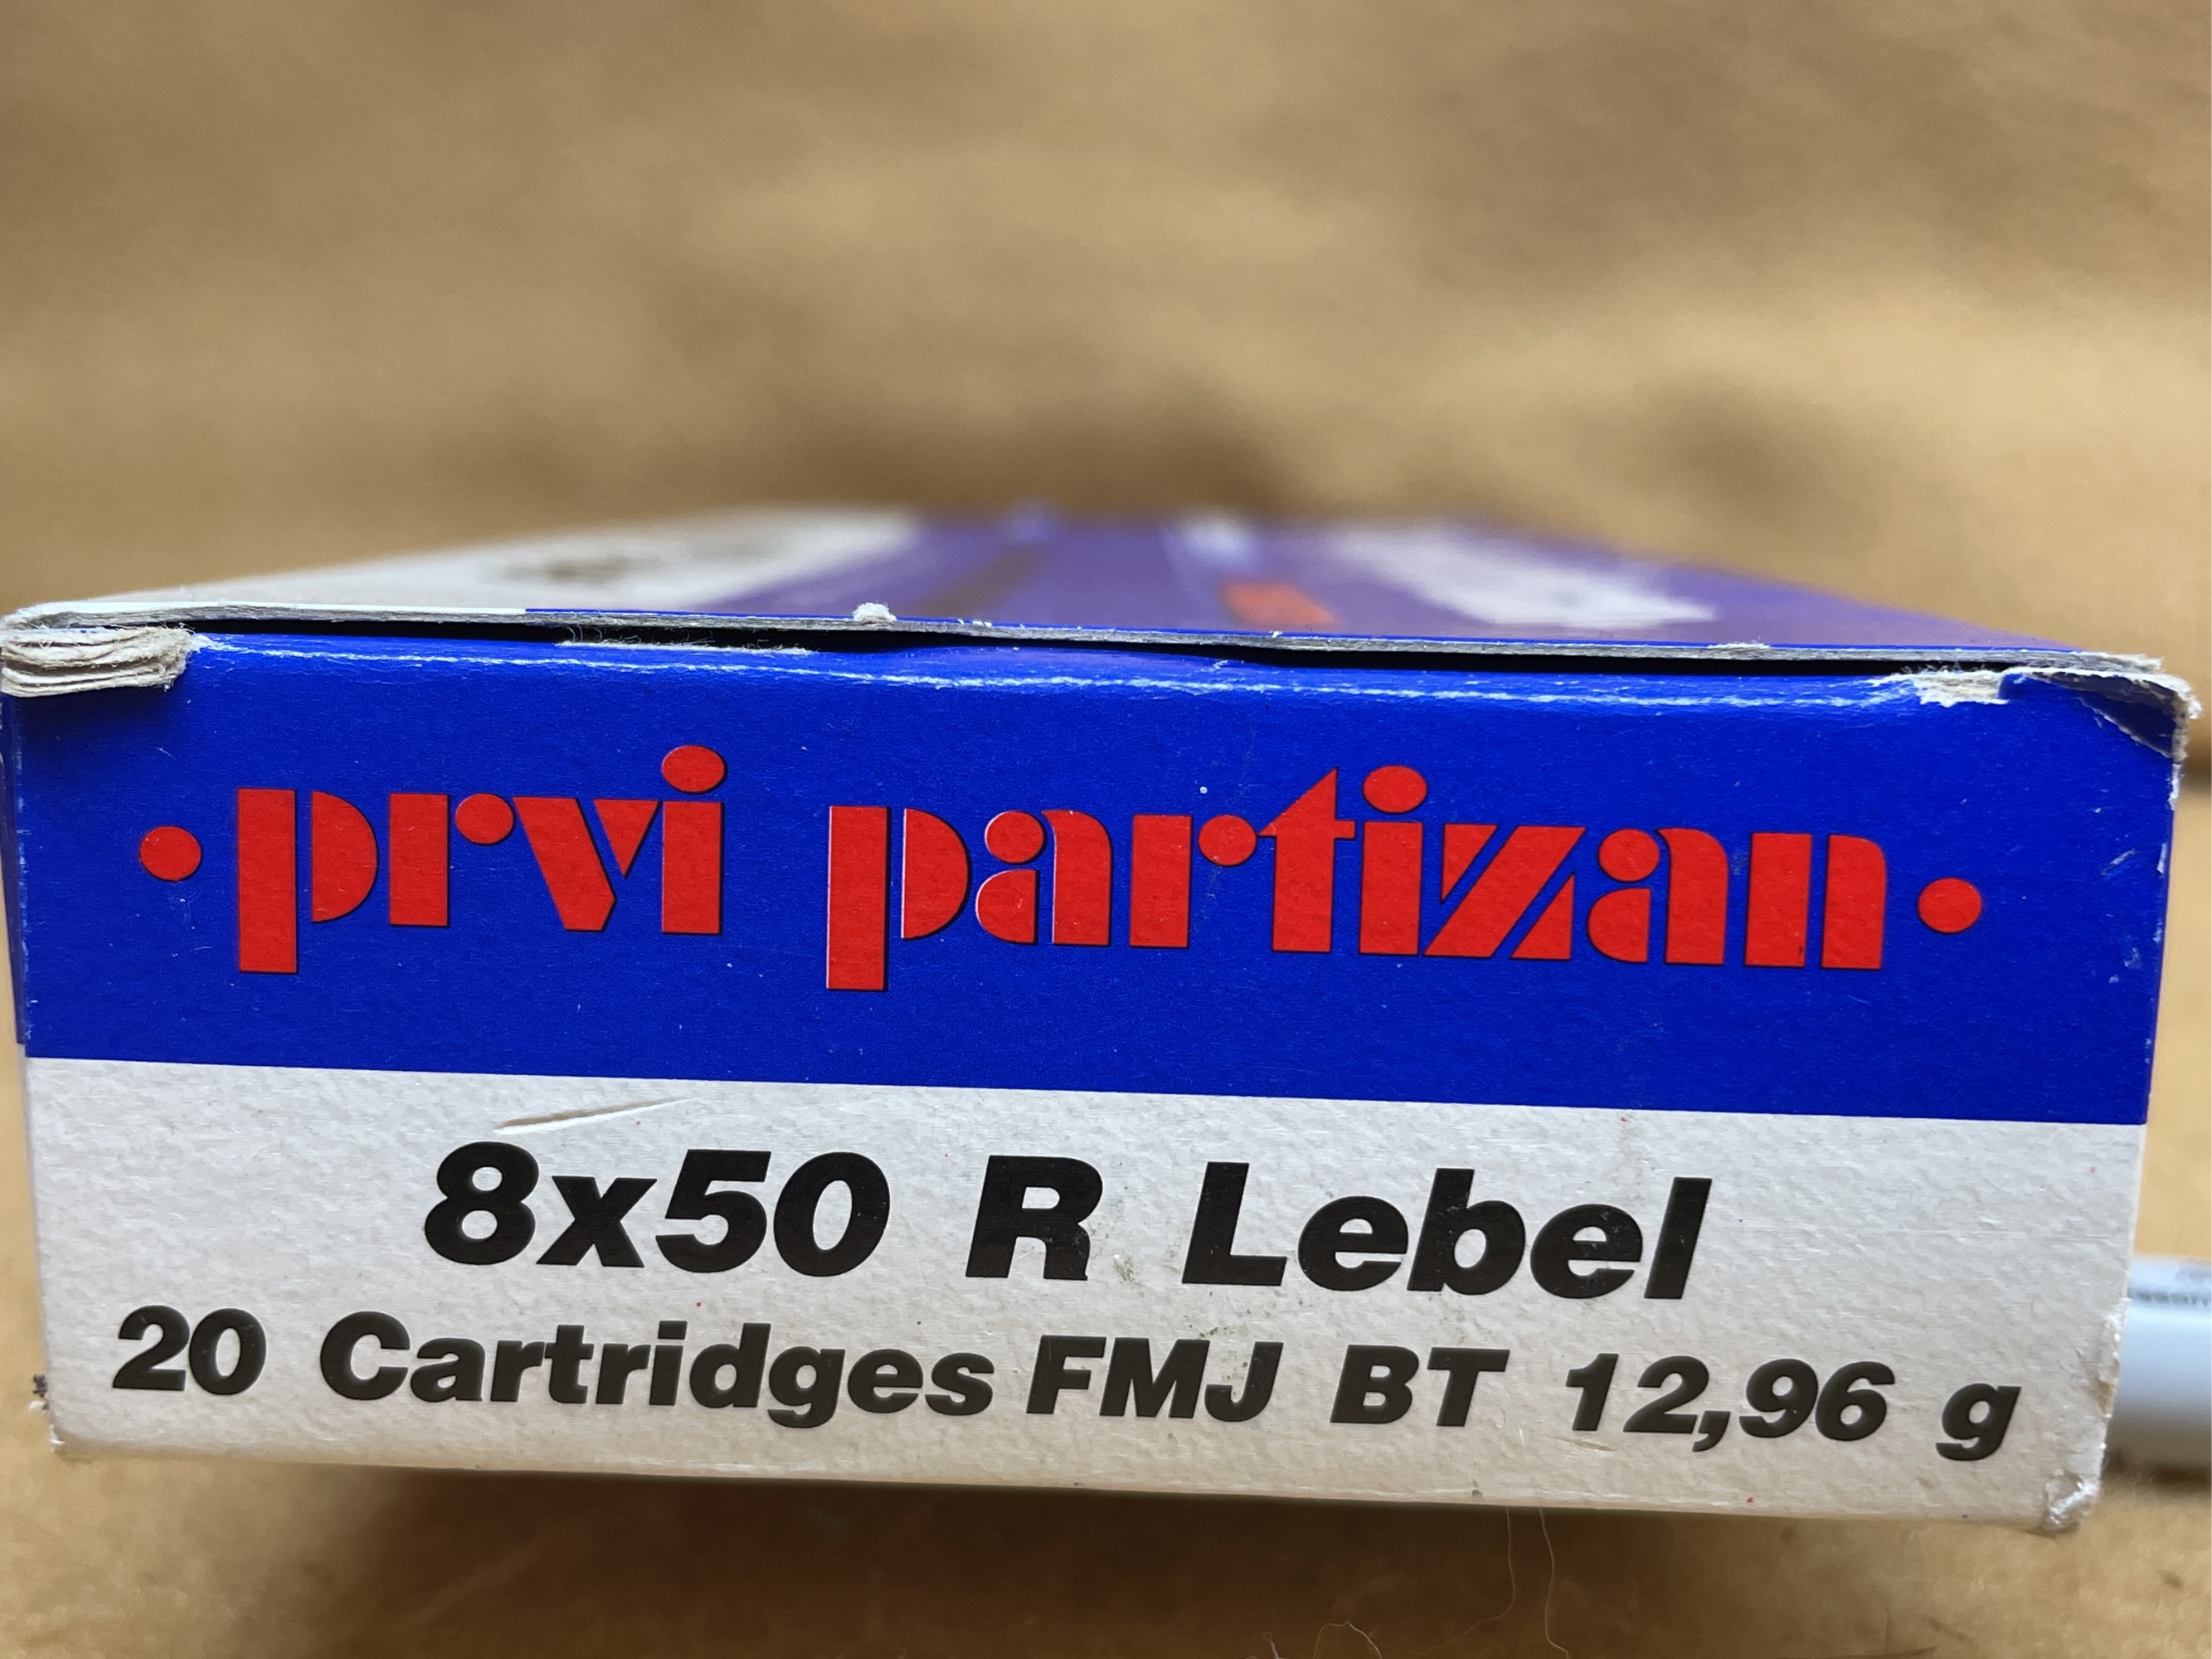 •prvi partizan•
8x50 R Lebel
20 Cartridges FMJ BT 12,96 g